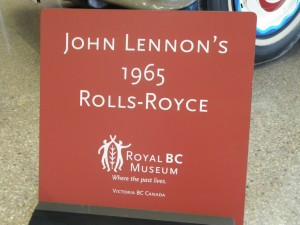 John Lennon's
1965
Rolls-Royce
Royal BC
Museum
Where the past lives.
Victoria BC Canada